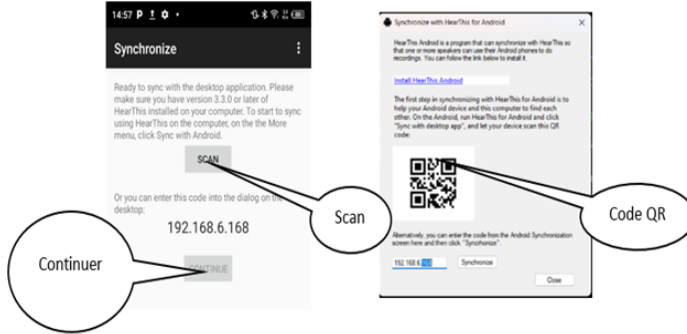 14:57
Synchronize
Ready to sync with the desktop application. Please
make sure you have version 3.3.0 or later of
HearThis installed on your computer. To start to sync
using HearThis on the computer, on the the More
menu, click Sync with Android.
SCAN
Or you can enter this code into the dialog on the
desktop:
192.168.6.168
CONTINUE
Scan
Continuer
Synchronize with HearThis for Android
HearThis Android is a program that can synchronize with HearThis so
that one or more speakers can use their Android phones to do
recordings. You can follow the link below to install it.
Install HearThis Android
The first step in synchronizing with HearThis for Android is to
help your Android device and this computer to find each
other. On the Android, run HearThis for Android and click
"Sync with desktop app", and let your device scan this QR
code:
Alternatively, you can enter the code from the Android Synchronization
screen here and then click "Synchonize".
192.168.6.168
Synchronize
Close
Code QR